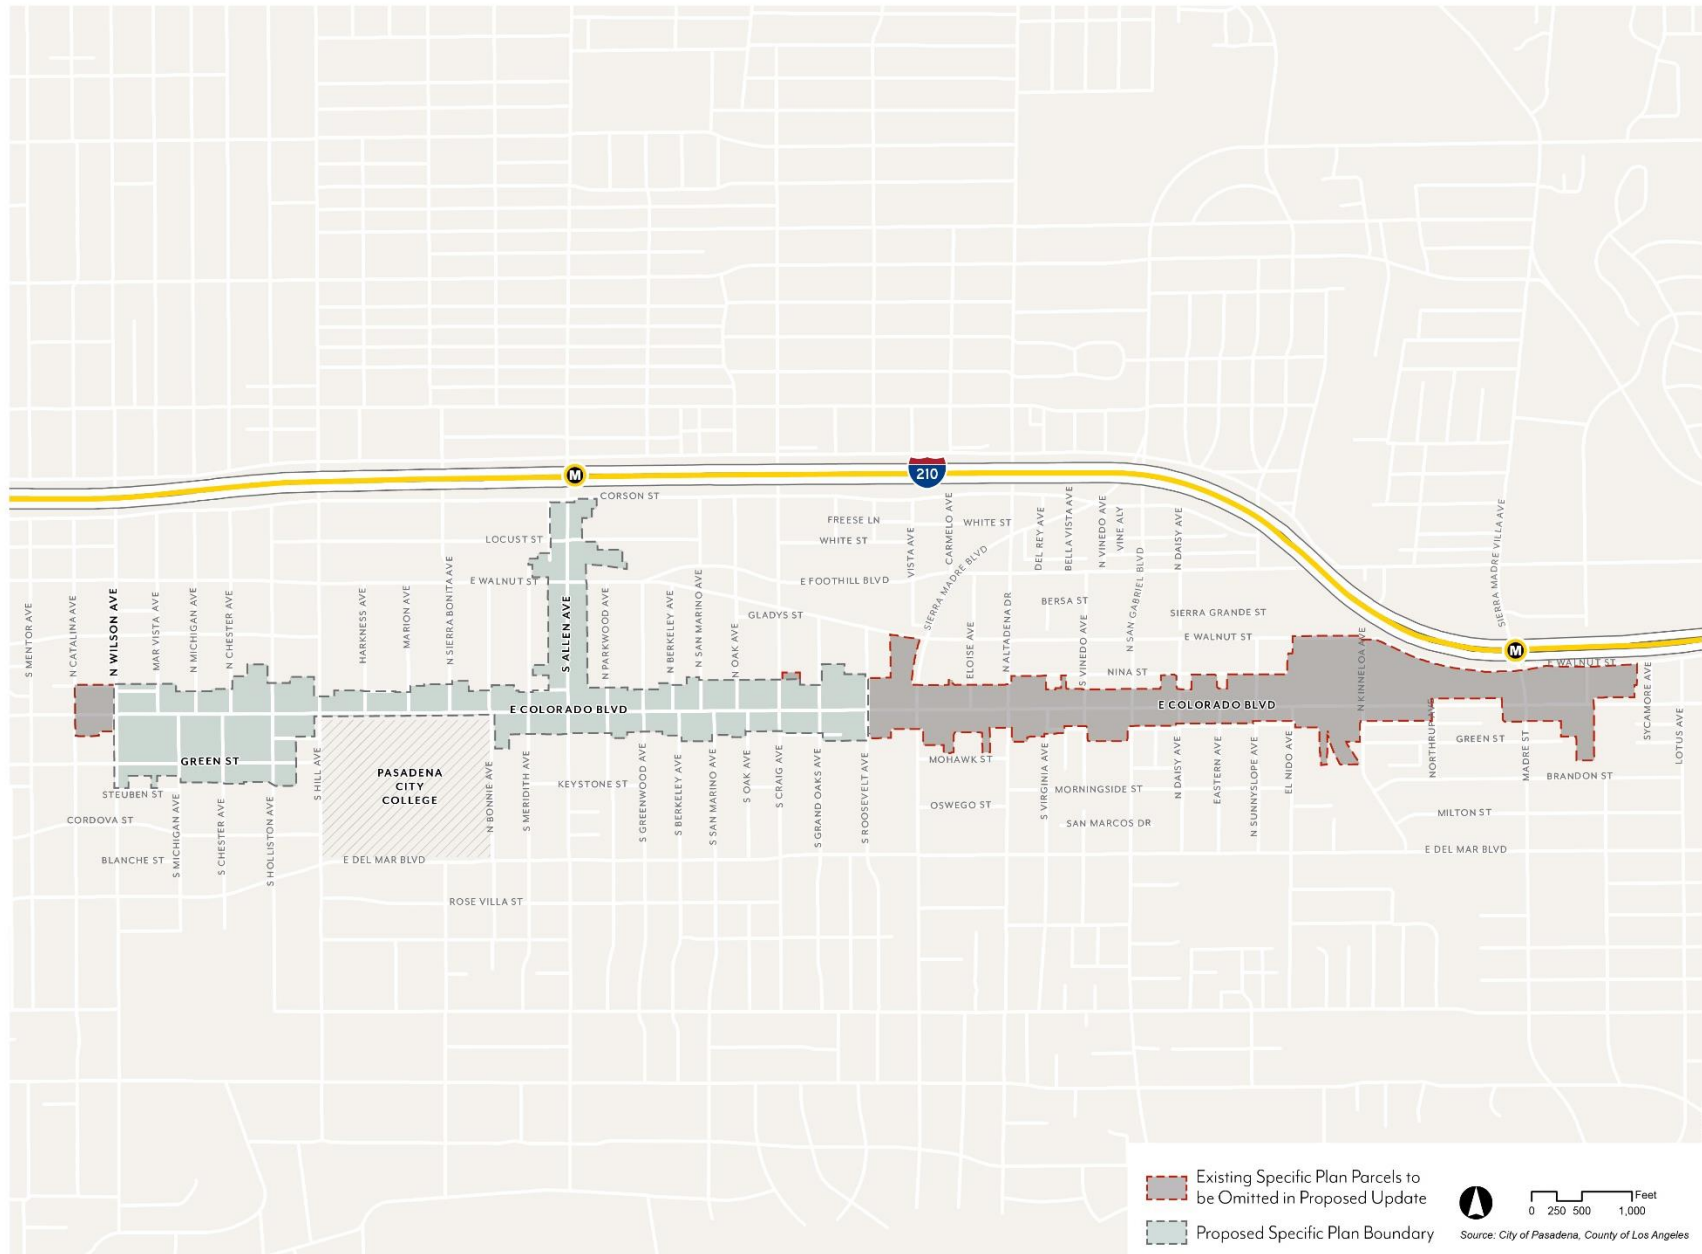 M
210
CORSON ST
FREESE LN
WHITE ST
WHITE ST
LOCUST ST
E WALNUT ST
E FOOTHILL BLVD
VISTA AVE
CARMELO AVE
SIERRA MADRE BLVD
DEL REY AVE
BELLA VISTA AVE
N VINEDO AVE
VINE ALY
N SAN GABRIEL BLVD
N DAISY AVE
SIERRA MADRE VILLA AVE
S MENTOR AVE
N CATALINA AVE
N WILSON AVE
MAR VISTA AVE
N MICHIGAN AVE
N CHESTER AVE
HARKNESS AVE
MARION AVE
N SIERRA BONITA AVE
S ALLEN AVE
N PARKWOOD AVE
N BERKELEY AVE
N SAN MARINO AVE
N OAK AVE
GLADYS ST
ELOISE AVE
N ALTADENA DR
BERSA ST
S VINEDO AVE
NINA ST
SIERRA GRANDE ST
E WALNUT ST
N KINNELOA AVE
M
E WALNUT ST
SYCAMORE AVE
LOTUS AVE
E COLORADO BLVD
E COLORADO BLVD
GREEN ST
STEUBEN ST
CORDOVA ST
BLANCHE ST
S MICHIGAN AVE
S CHESTER AVE
S HOLLISTON AVE
S HILL AVE
PASADENA
CITY
COLLEGE
E DEL MAR BLVD
N BONNIE AVE
S MERIDITH AVE
KEYSTONE ST
S GREENWOOD AVE
S BERKELEY AVE
S SAN MARINO AVE
S OAK AVE
S CRAIG AVE
S GRAND OAKS AVE
S ROOSEVELT AVE
MOHAWK ST
OSWEGO ST
S VIRGINIA AVE
MORNINGSIDE ST
SAN MARCOS DR
N DAISY AVE
EASTERN AVE
N SUNNYSLOPE AVE
EL NIDO AVE
NORTHRUP AVE
GREEN ST
MADRE ST
BRANDON ST
MILTON ST
E DEL MAR BLVD
ROSE VILLA ST
Existing Specific Plan Parcels to
be Omitted in Proposed Update
Proposed Specific Plan Boundary
Feet
0 250 500 1,000
Source: City of Pasadena, County of Los Angeles